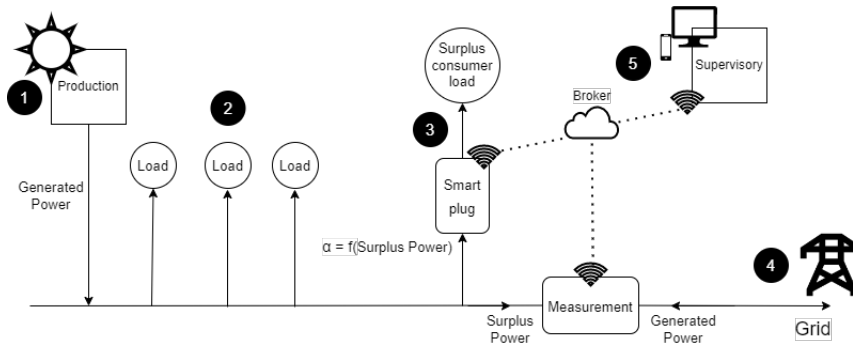 1
Production
Generated
Power
2
Load
Load
Load
Surplus
consumer
load
3
Smart
plug
α = f(Surplus Power)
Broker
5
Supervisory
4
Measurement
Surplus
Power
Generated
Power
Grid